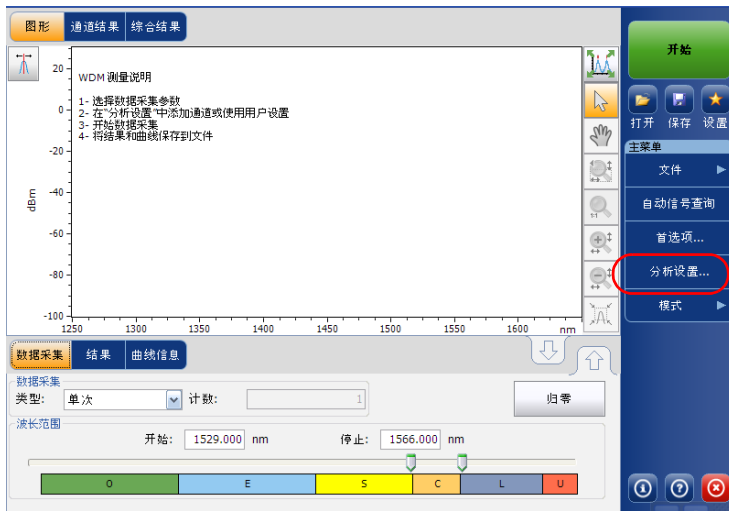 图形 通道结果 综合结果
20
0
-20
-40
-60
-80
-100
dBm
WDM 测量说明
1- 选择数据采集参数
2- 在"分析设置"中添加通道或使用用户设置
3- 开始数据采集
4- 将结果和曲线保存到文件
1250 1300 1350 1400 1450 1500 1550 1600 nm
1:1
开始
打开 保存 设置
主菜单
文件
自动信号查询
首选项...
分析设置...
模式
数据采集 结果 曲线信息
数据采集
类型: 单次 计数: 1 归零
波长范围
开始: 1529.000 nm 停止: 1566.000 nm
O E S C L U